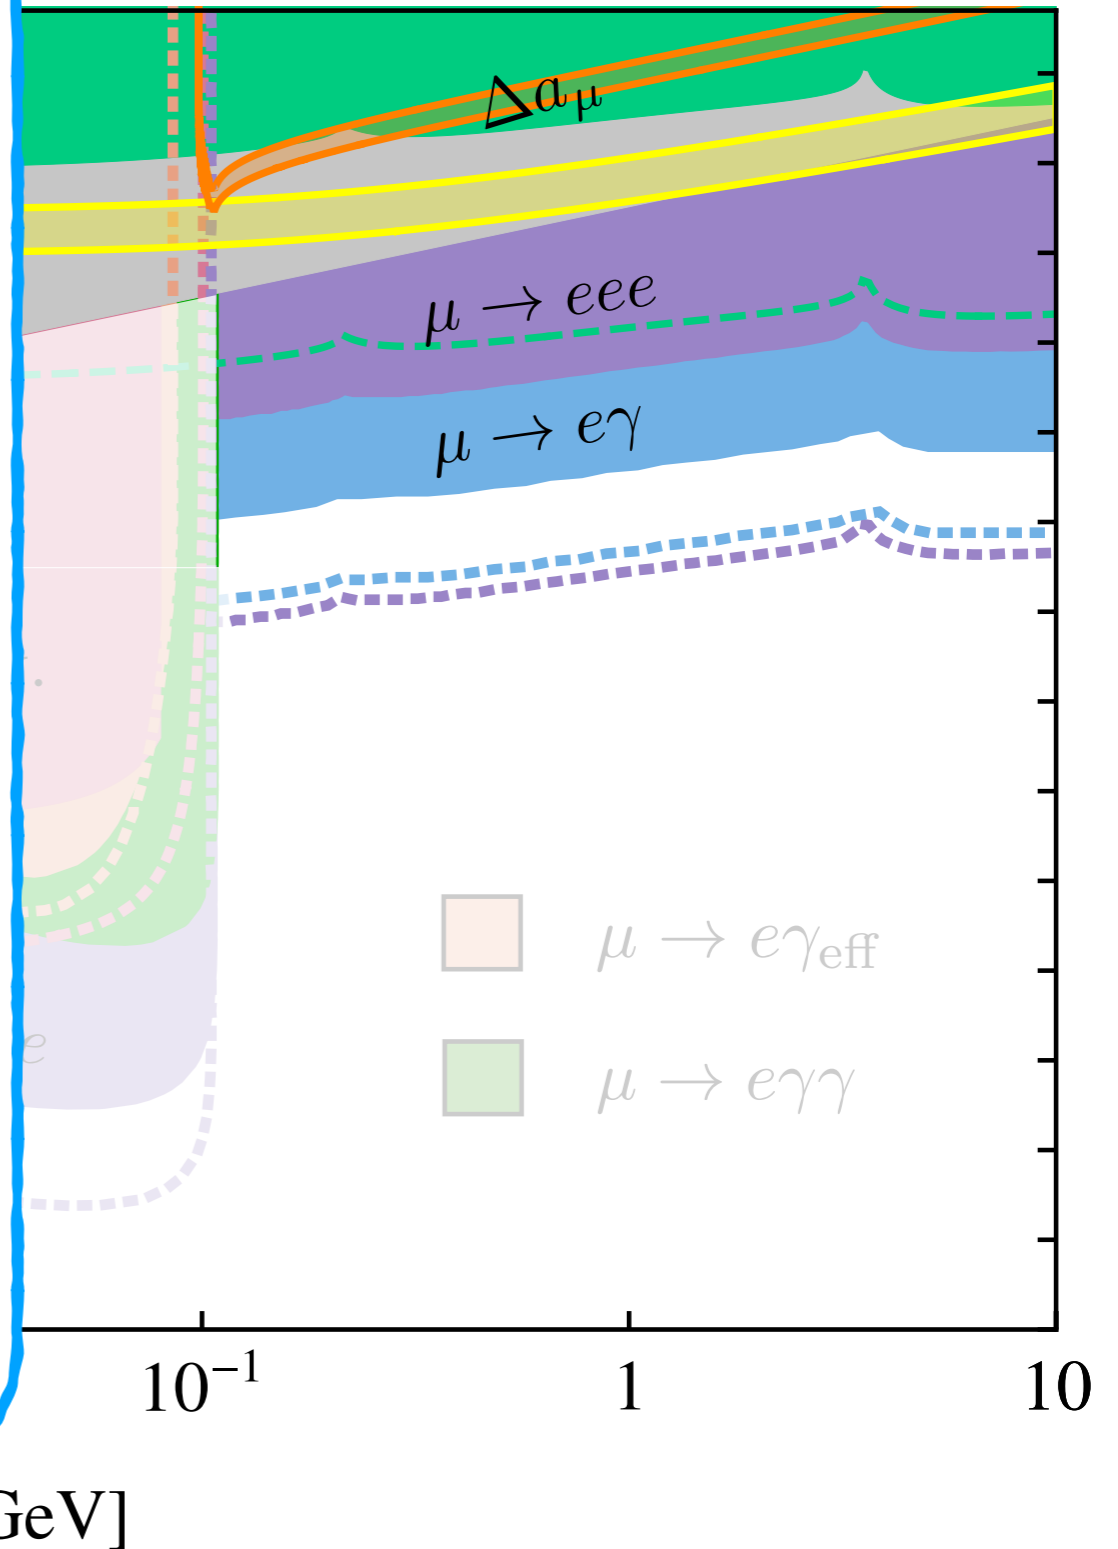 Δaμ
μ → eee
μ → eγ
μ → eγeff
e
μ → eγγ
10⁻¹ 1 10
GeV]